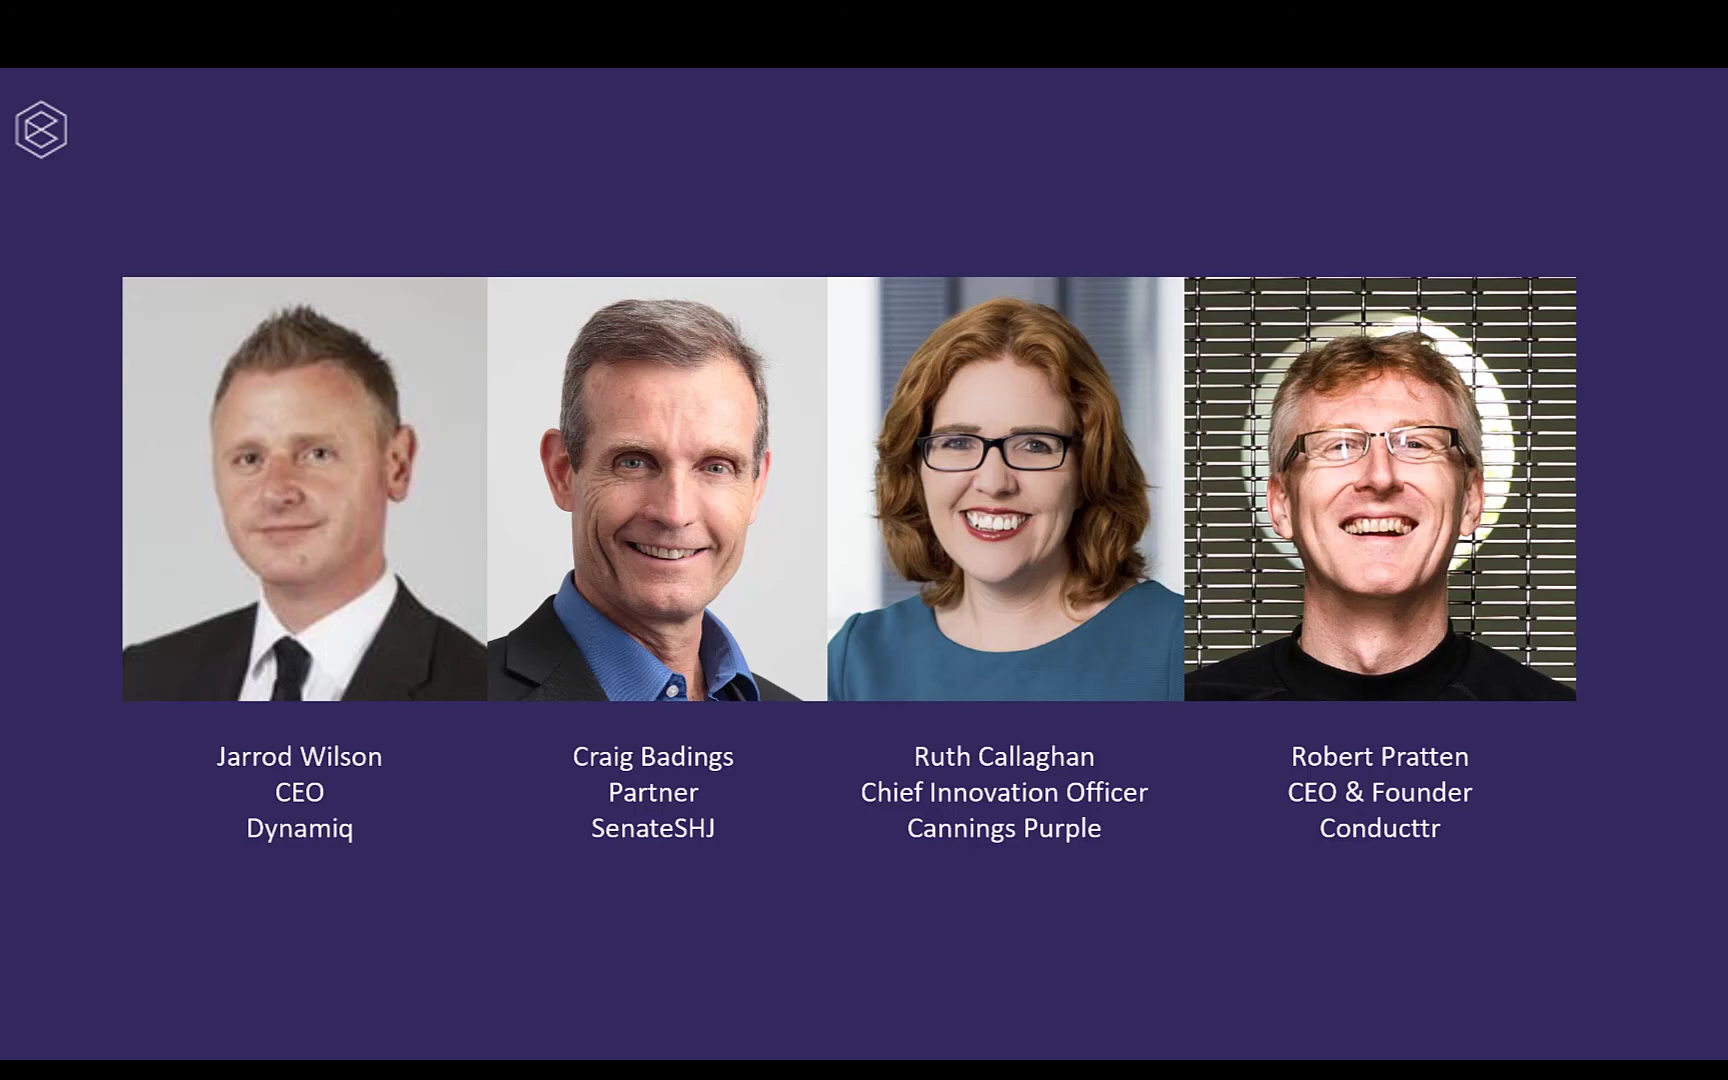 Jarrod Wilson
CEO
Dynamiq
Craig Badings
Partner
SenateSHJ
Ruth Callaghan
Chief Innovation Officer
Cannings Purple
Robert Pratten
CEO & Founder
Conducttr